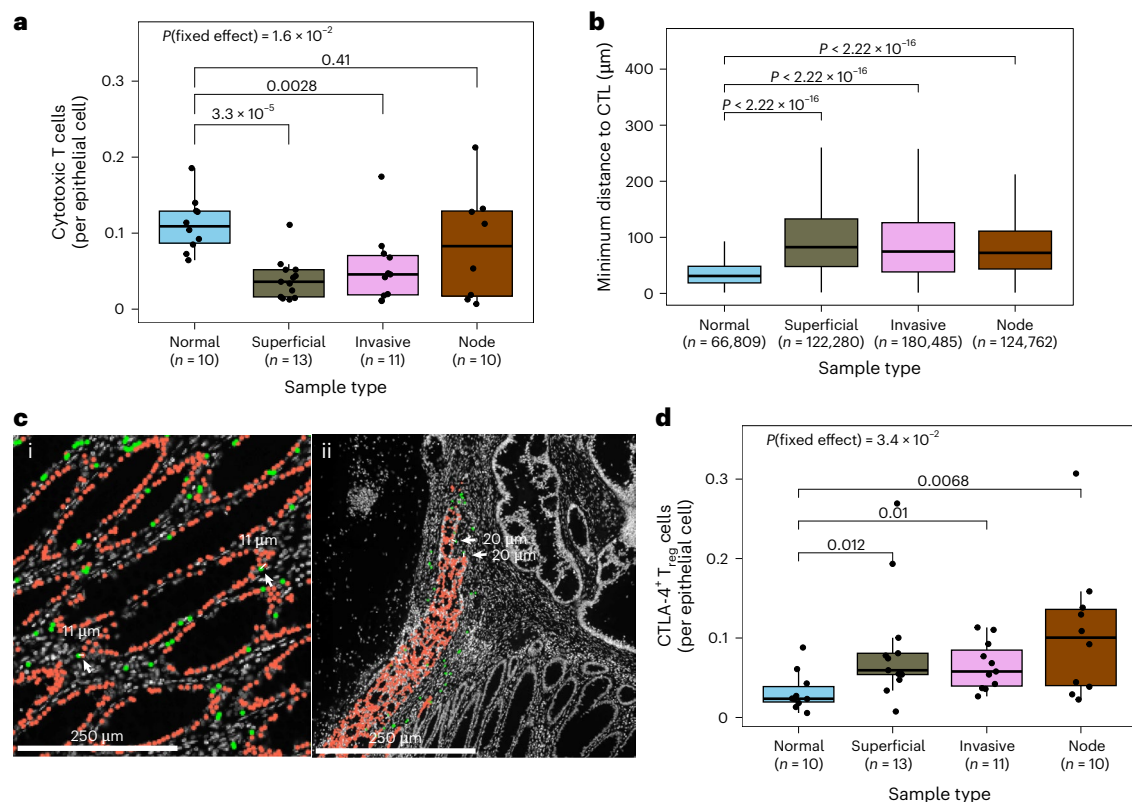 a
P(fixed effect) = 1.6 × 10⁻²
0.41
0.0028
3.3 × 10⁻⁵
0.3
0.2
0.1
0
Cytotoxic T cells
(per epithelial cell)
Normal
(n = 10)
Superficial
(n = 13)
Invasive
(n = 11)
Node
(n = 10)
Sample type
b
P < 2.22 × 10⁻¹⁶
P < 2.22 × 10⁻¹⁶
P < 2.22 × 10⁻¹⁶
400
300
200
100
0
Minimum distance to CTL (µm)
Normal
(n = 66,809)
Superficial
(n = 122,280)
Invasive
(n = 180,485)
Node
(n = 124,762)
Sample type
c
i
11 µm
11 µm
250 µm
ii
20 µm
20 µm
250 µm
d
P(fixed effect) = 3.4 × 10⁻²
0.0068
0.01
0.012
0.3
0.2
0.1
0
CTLA-4⁺ T_reg cells
(per epithelial cell)
Normal
(n = 10)
Superficial
(n = 13)
Invasive
(n = 11)
Node
(n = 10)
Sample type